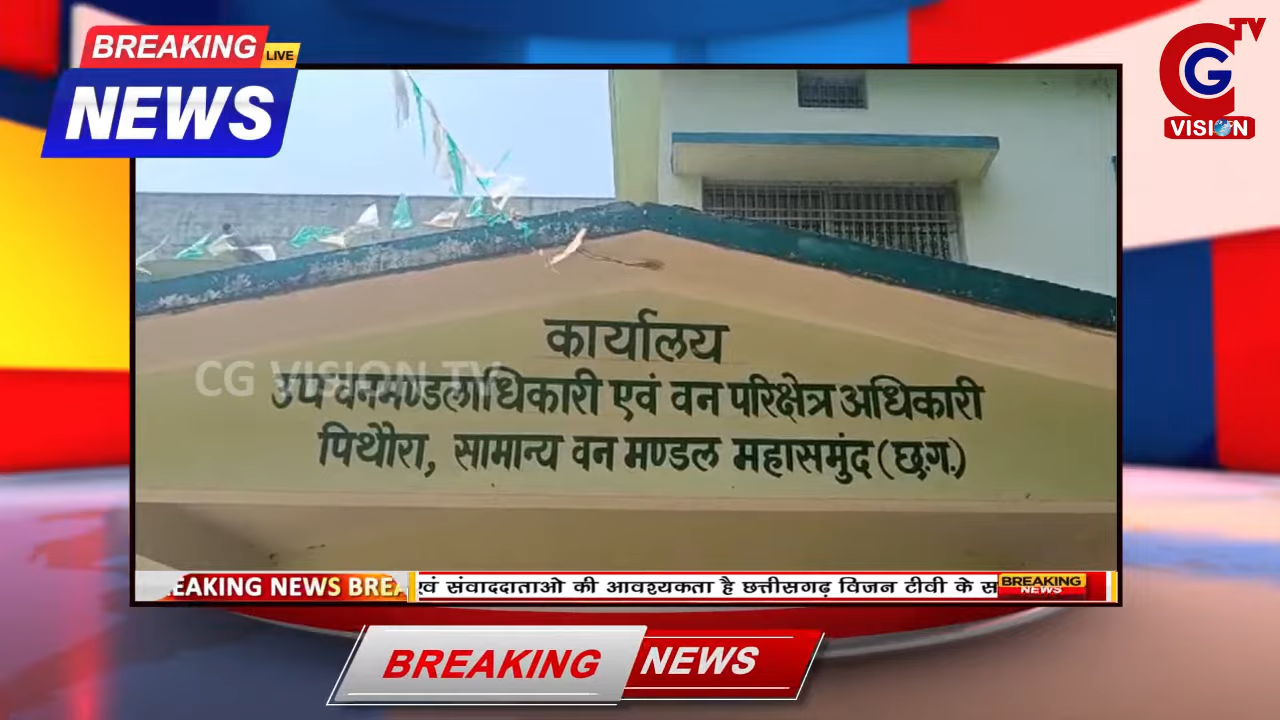 BREAKING
LIVE
NEWS
CG TV
VISION
कार्यालय
CG VISION TV
उप वनमण्डलाधिकारी एवं वन परिक्षेत्र अधिकारी
पिथौरा, सामान्य वन मण्डल महासमुंद (छ.ग.)
EAKING NEWS BREA
एवं संवाददाताओ की आवश्यकता है छत्तीसगढ़ विजन टीवी के स
BREAKING
NEWS
BREAKING NEWS